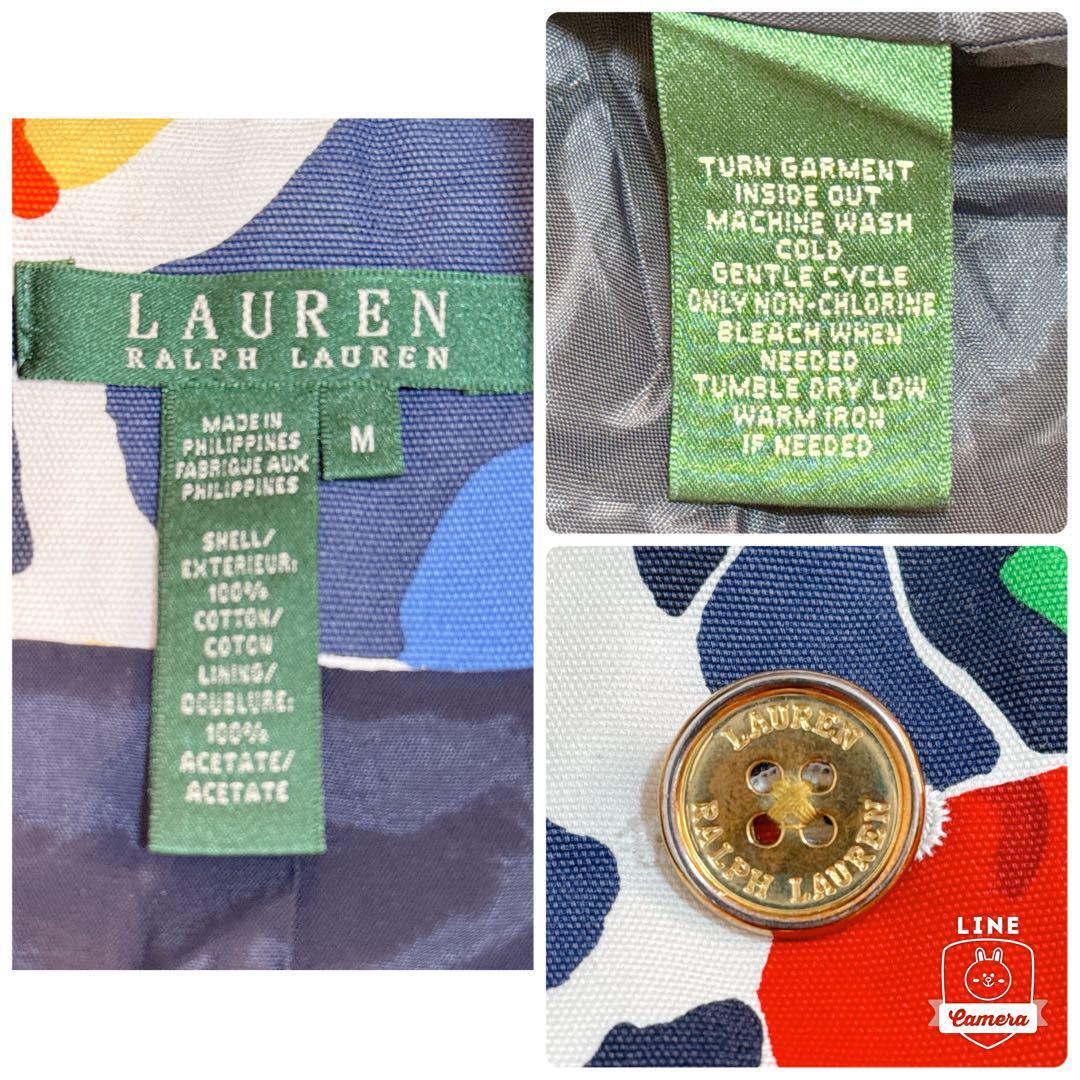 LAUREN
RALPH LAUREN
M
MADE IN
PHILIPPINES
FABRIQUE AUX
PHILIPPINES
SHELL/
EXTERIEUR:
100%
COTTON/
COTON
LINING/
DOUBLURE:
100%
ACETATE/
ACETATE
TURN GARMENT
INSIDE OUT
MACHINE WASH
COLD
GENTLE CYCLE
ONLY NON-CHLORINE
BLEACH WHEN
NEEDED
TUMBLE DRY LOW
WARM IRON
IF NEEDED
LAUREN
RALPH LAUREN
LINE
Camera